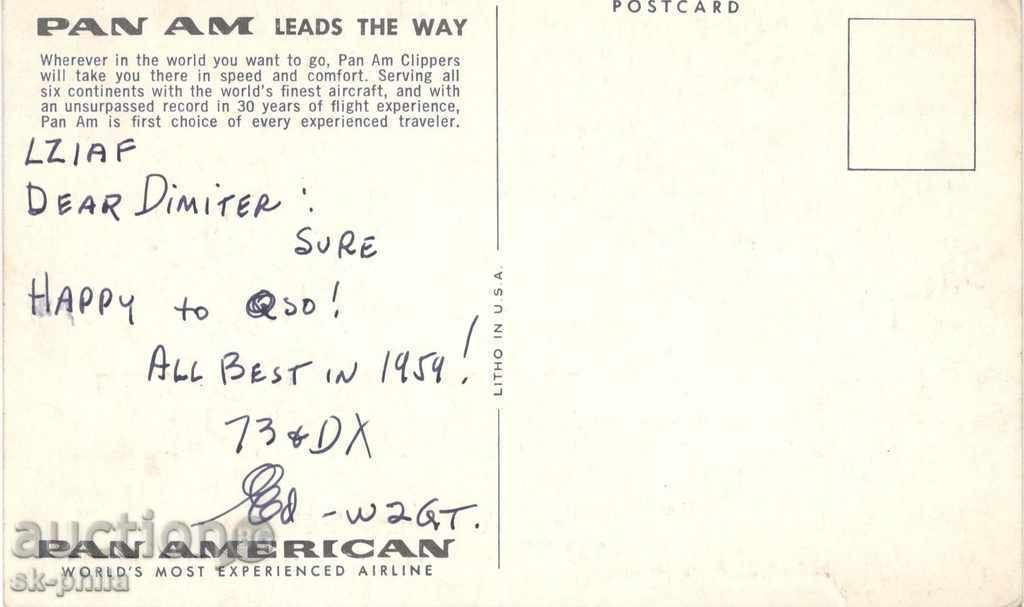 PAN AM LEADS THE WAY
Wherever in the world you want to go, Pan Am Clippers
will take you there in speed and comfort. Serving all
six continents with the world's finest aircraft, and with
an unsurpassed record in 30 years of flight experience,
Pan Am is first choice of every experienced traveler.
LZ1AF
DEAR DIMITER :
SURE
HAPPY to QSO!
ALL BEST IN 1959!
73 & DX
Ed - W2GT.
PAN AMERICAN
WORLD'S MOST EXPERIENCED AIRLINE
LITHO IN U.S.A.
POSTCARD
auction
sk-phila